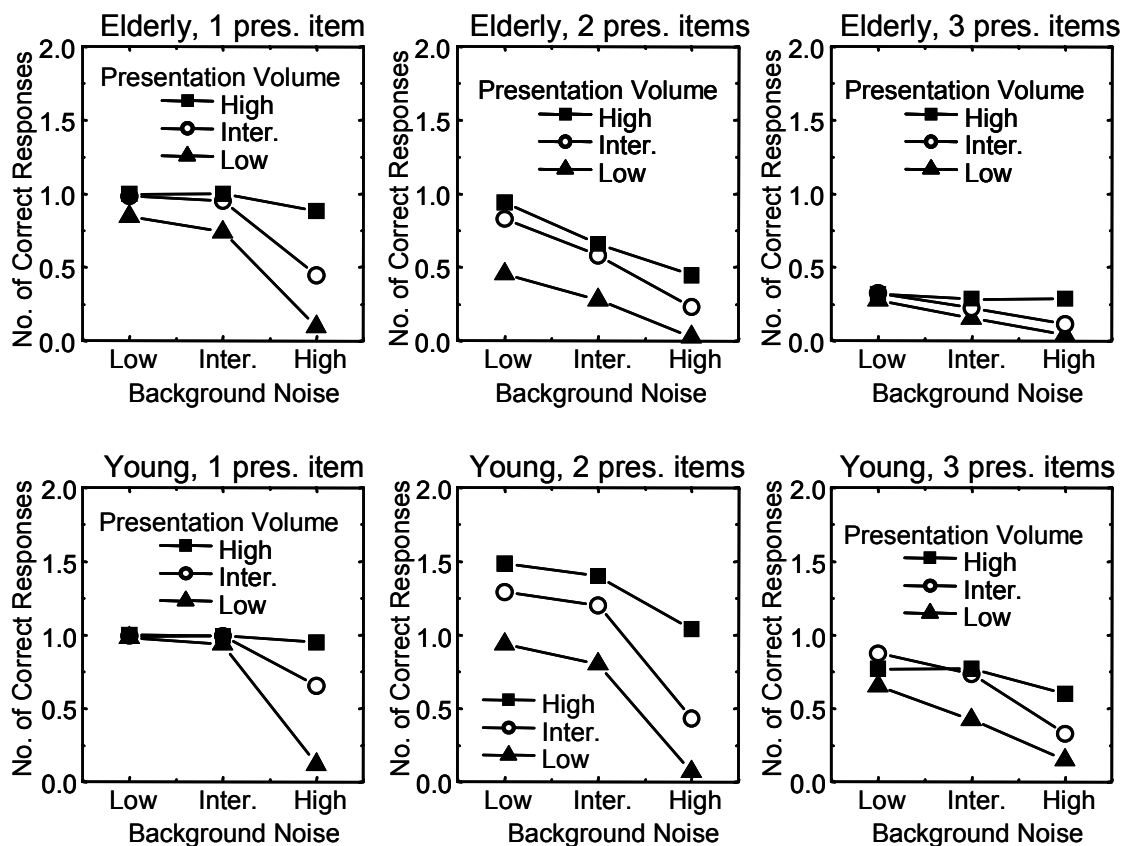 Elderly, 1 pres. item
No. of Correct Responses
2.0
1.5
1.0
0.5
0.0
Presentation Volume
High
Inter.
Low
Low Inter. High
Background Noise
Elderly, 2 pres. items
No. of Correct Responses
2.0
1.5
1.0
0.5
0.0
Presentation Volume
High
Inter.
Low
Low Inter. High
Background Noise
Elderly, 3 pres. items
No. of Correct Responses
2.0
1.5
1.0
0.5
0.0
Presentation Volume
High
Inter.
Low
Low Inter. High
Background Noise
Young, 1 pres. item
No. of Correct Responses
2.0
1.5
1.0
0.5
0.0
Presentation Volume
High
Inter.
Low
Low Inter. High
Background Noise
Young, 2 pres. items
No. of Correct Responses
2.0
1.5
1.0
0.5
0.0
High
Inter.
Low
Low Inter. High
Background Noise
Young, 3 pres. items
No. of Correct Responses
2.0
1.5
1.0
0.5
0.0
Presentation Volume
High
Inter.
Low
Low Inter. High
Background Noise